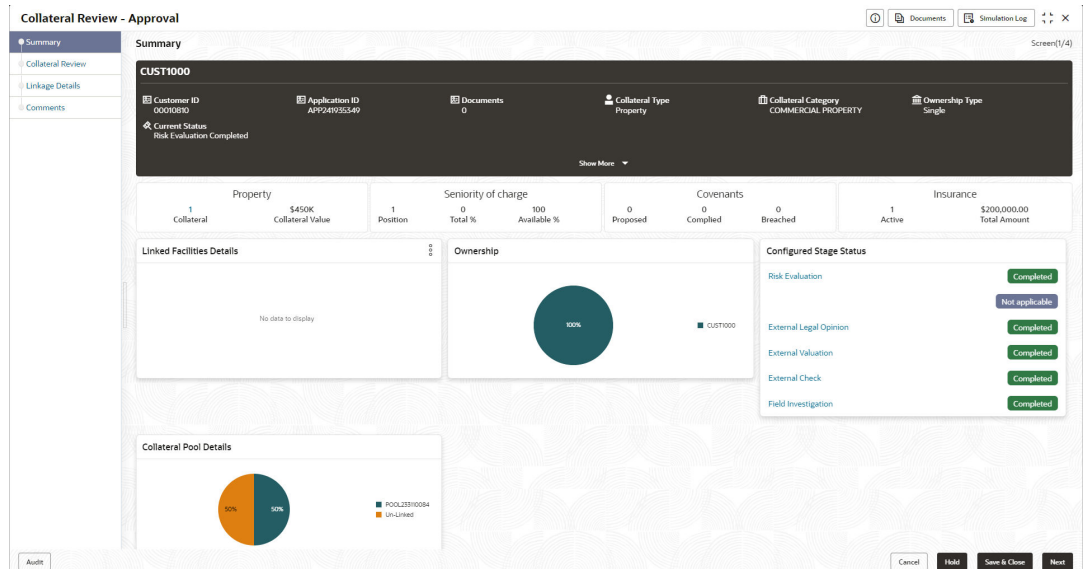 Collateral Review - Approval
Documents
Simulation Log
Summary
Collateral Review
Linkage Details
Comments
Summary
Screen(1/4)
CUST1000
Customer ID
00010810
Application ID
APP241935349
Documents
0
Collateral Type
Property
Collateral Category
COMMERCIAL PROPERTY
Ownership Type
Single
Current Status
Risk Evaluation Completed
Show More
Property
1
Collateral
$450K
Collateral Value
Seniority of charge
1
Position
0
Total %
100
Available %
Covenants
0
Proposed
0
Complied
0
Breached
Insurance
1
Active
$200,000.00
Total Amount
Linked Facilities Details
No data to display
Ownership
100%
CUST1000
Configured Stage Status
Risk Evaluation
Completed
Not applicable
External Legal Opinion
Completed
External Valuation
Completed
External Check
Completed
Field Investigation
Completed
Collateral Pool Details
50%
50%
POOL233110084
Un-Linked
Audit
Cancel
Hold
Save & Close
Next